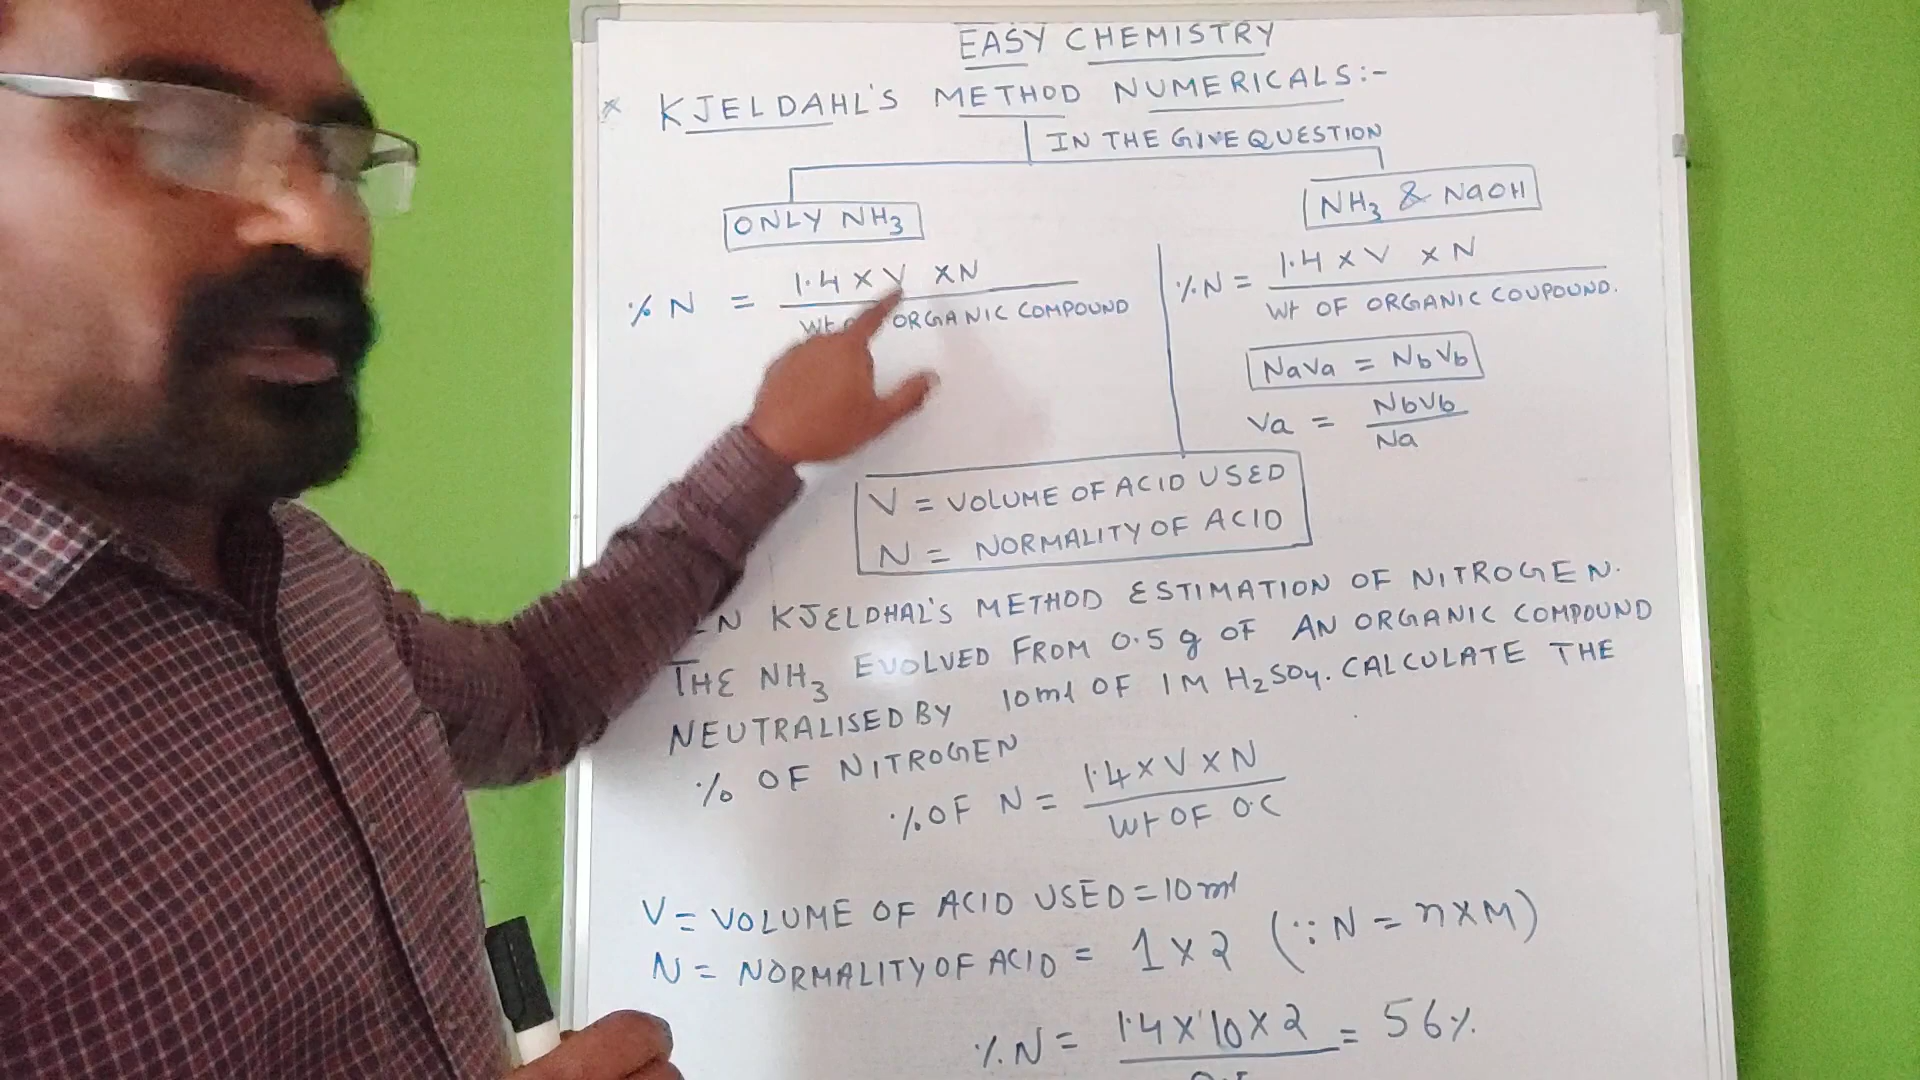 EASY CHEMISTRY
* KJELDAHL'S METHOD NUMERICALS:-
IN THE GIVE QUESTION
ONLY NH3
NH3 & NaOH
% N = 1.4 × V × N
Wt ORGANIC COMPOUND
% N = 1.4 × V × N
Wt OF ORGANIC COUPOUND.
NaVa = NbVb
Va = NbVb
Na
V = VOLUME OF ACID USED
N = NORMALITY OF ACID
IN KJELDHAL'S METHOD ESTIMATION OF NITROGEN.
THE NH3 EVOLVED FROM 0.5 g OF AN ORGANIC COMPOUND
NEUTRALISED BY 10ml OF 1M H2SO4. CALCULATE THE
% OF NITROGEN
% OF N = 1.4 × V × N
Wt OF O.C
V = VOLUME OF ACID USED = 10ml
N = NORMALITY OF ACID = 1 × 2 (∵ N = n × M)
% N = 1.4 × 10 × 2 = 56%